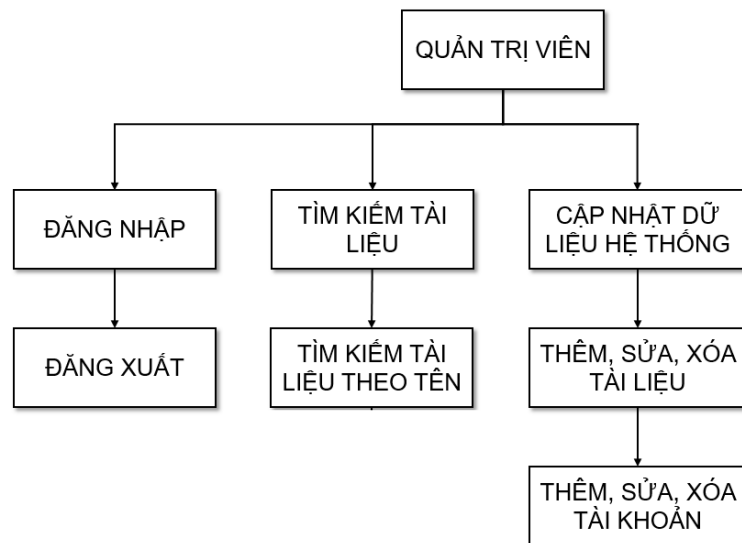 QUẢN TRỊ VIÊN
ĐĂNG NHẬP
TÌM KIẾM TÀI
LIỆU
CẬP NHẬT DỮ
LIỆU HỆ THỐNG
ĐĂNG XUẤT
TÌM KIẾM TÀI
LIỆU THEO TÊN
THÊM, SỬA, XÓA
TÀI LIỆU
THÊM, SỬA, XÓA
TÀI KHOẢN